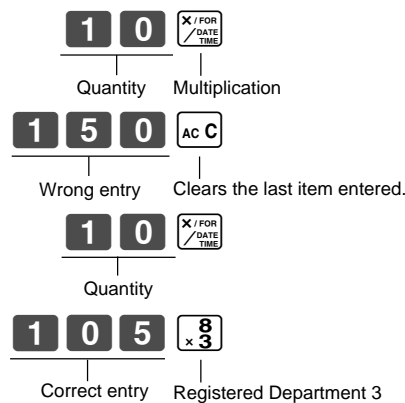 1 0 ×/FOR /DATE TIME
Quantity Multiplication
1 5 0 AC C
Wrong entry Clears the last item entered.
1 0 ×/FOR /DATE TIME
Quantity
1 0 5 8 ×3
Correct entry Registered Department 3